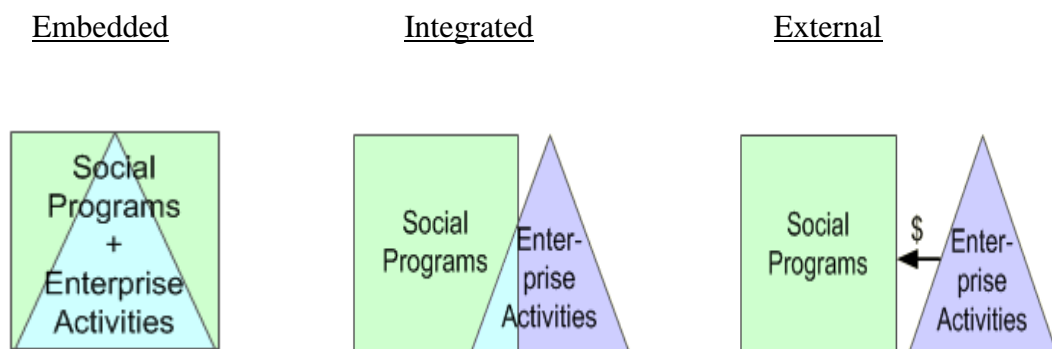 Embedded
Integrated
External
Social
Programs
+
Enterprise
Activities
Social
Programs
Enter-
prise
Activities
Social
Programs
$
Enter-
prise
Activities